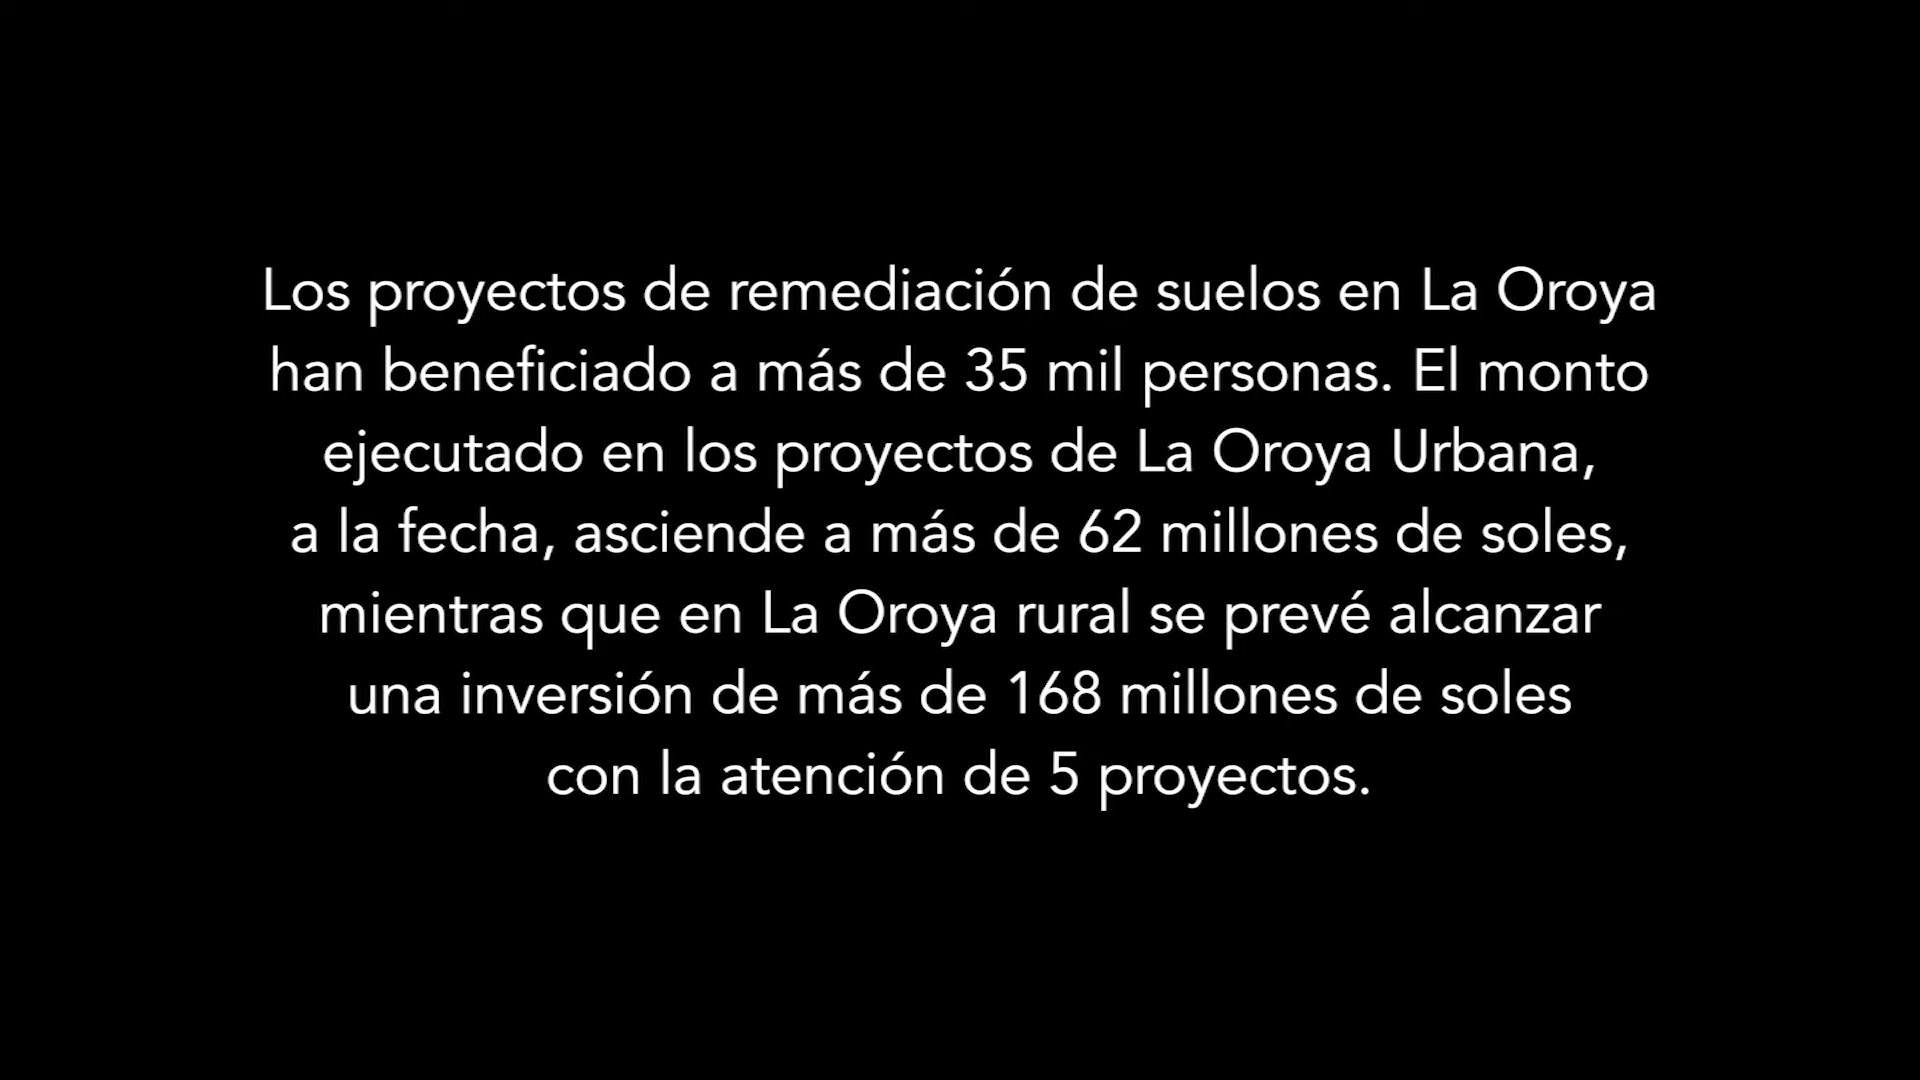 Los proyectos de remediación de suelos en La Oroya
han beneficiado a más de 35 mil personas. El monto
ejecutado en los proyectos de La Oroya Urbana,
a la fecha, asciende a más de 62 millones de soles,
mientras que en La Oroya rural se prevé alcanzar
una inversión de más de 168 millones de soles
con la atención de 5 proyectos.